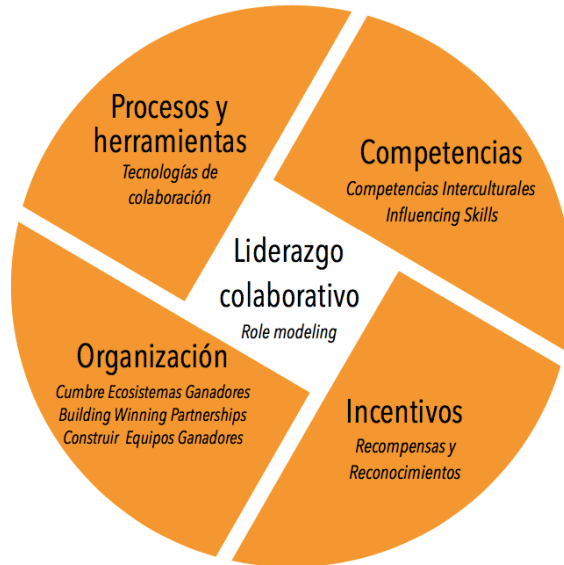 Procesos y
herramientas
Tecnologías de
colaboración
Competencias
Competencias Interculturales
Influencing Skills
Liderazgo
colaborativo
Role modeling
Organización
Cumbre Ecosistemas Ganadores
Building Winning Partnerships
Construir Equipos Ganadores
Incentivos
Recompensas y
Reconocimientos